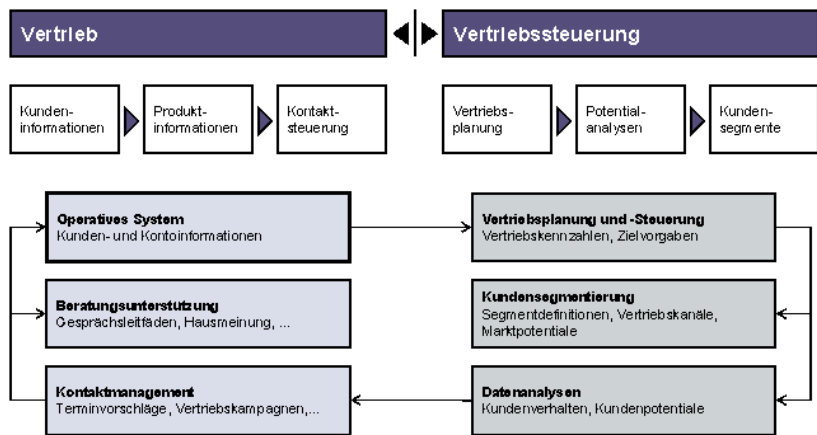 Vertrieb
Vertriebssteuerung
Kunden-
informationen
Produkt-
informationen
Kontakt-
steuerung
Vertriebs-
planung
Potential-
analysen
Kunden-
segmente
Operatives System
Kunden- und Kontoinformationen
Vertriebsplanung und -Steuerung
Vertriebskennzahlen, Zielvorgaben
Beratungsunterstützung
Gesprächsleitfäden, Hausmeinung, ...
Kundensegmentierung
Segmentdefinitionen, Vertriebskanäle,
Marktpotentiale
Kontaktmanagement
Terminvorschläge, Vertriebskampagnen,...
Datenanalysen
Kundenverhalten, Kundenpotentiale